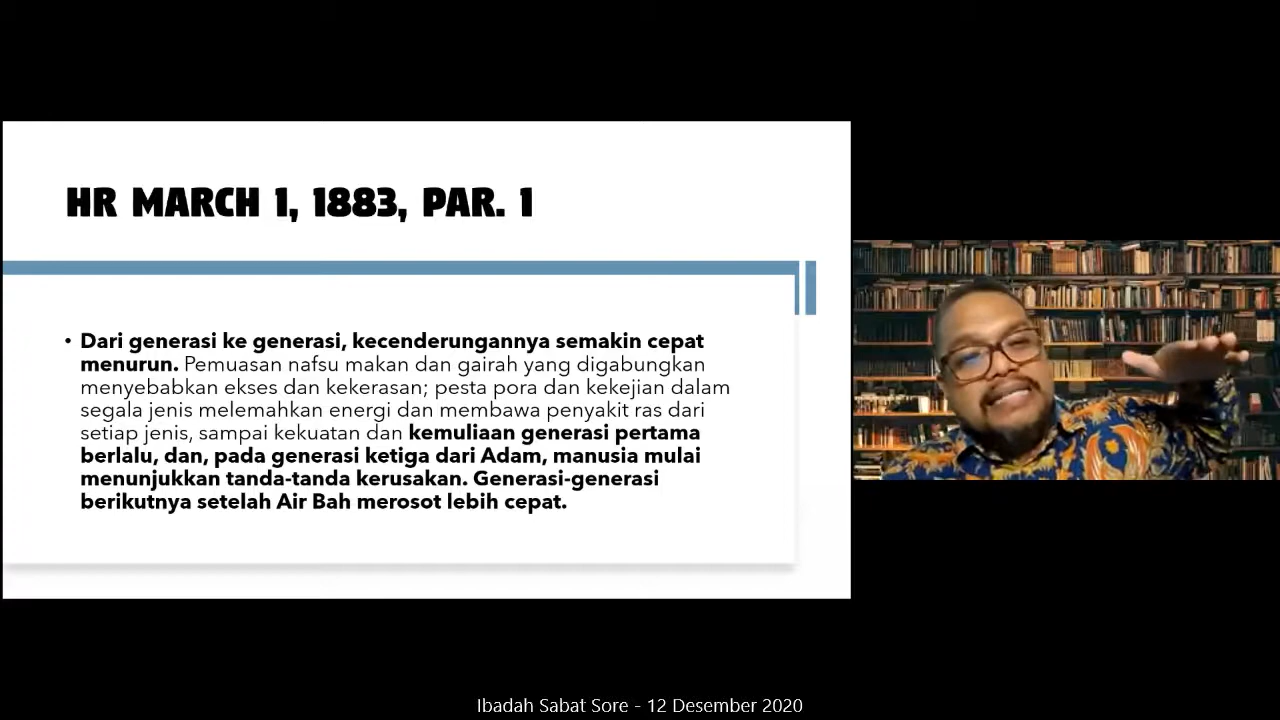 HR MARCH 1, 1883, PAR. 1
• Dari generasi ke generasi, kecenderungannya semakin cepat
menurun. Pemuasan nafsu makan dan gairah yang digabungkan
menyebabkan ekses dan kekerasan; pesta pora dan kekejian dalam
segala jenis melemahkan energi dan membawa penyakit ras dari
setiap jenis, sampai kekuatan dan kemuliaan generasi pertama
berlalu, dan, pada generasi ketiga dari Adam, manusia mulai
menunjukkan tanda-tanda kerusakan. Generasi-generasi
berikutnya setelah Air Bah merosot lebih cepat.
Ibadah Sabat Sore - 12 Desember 2020